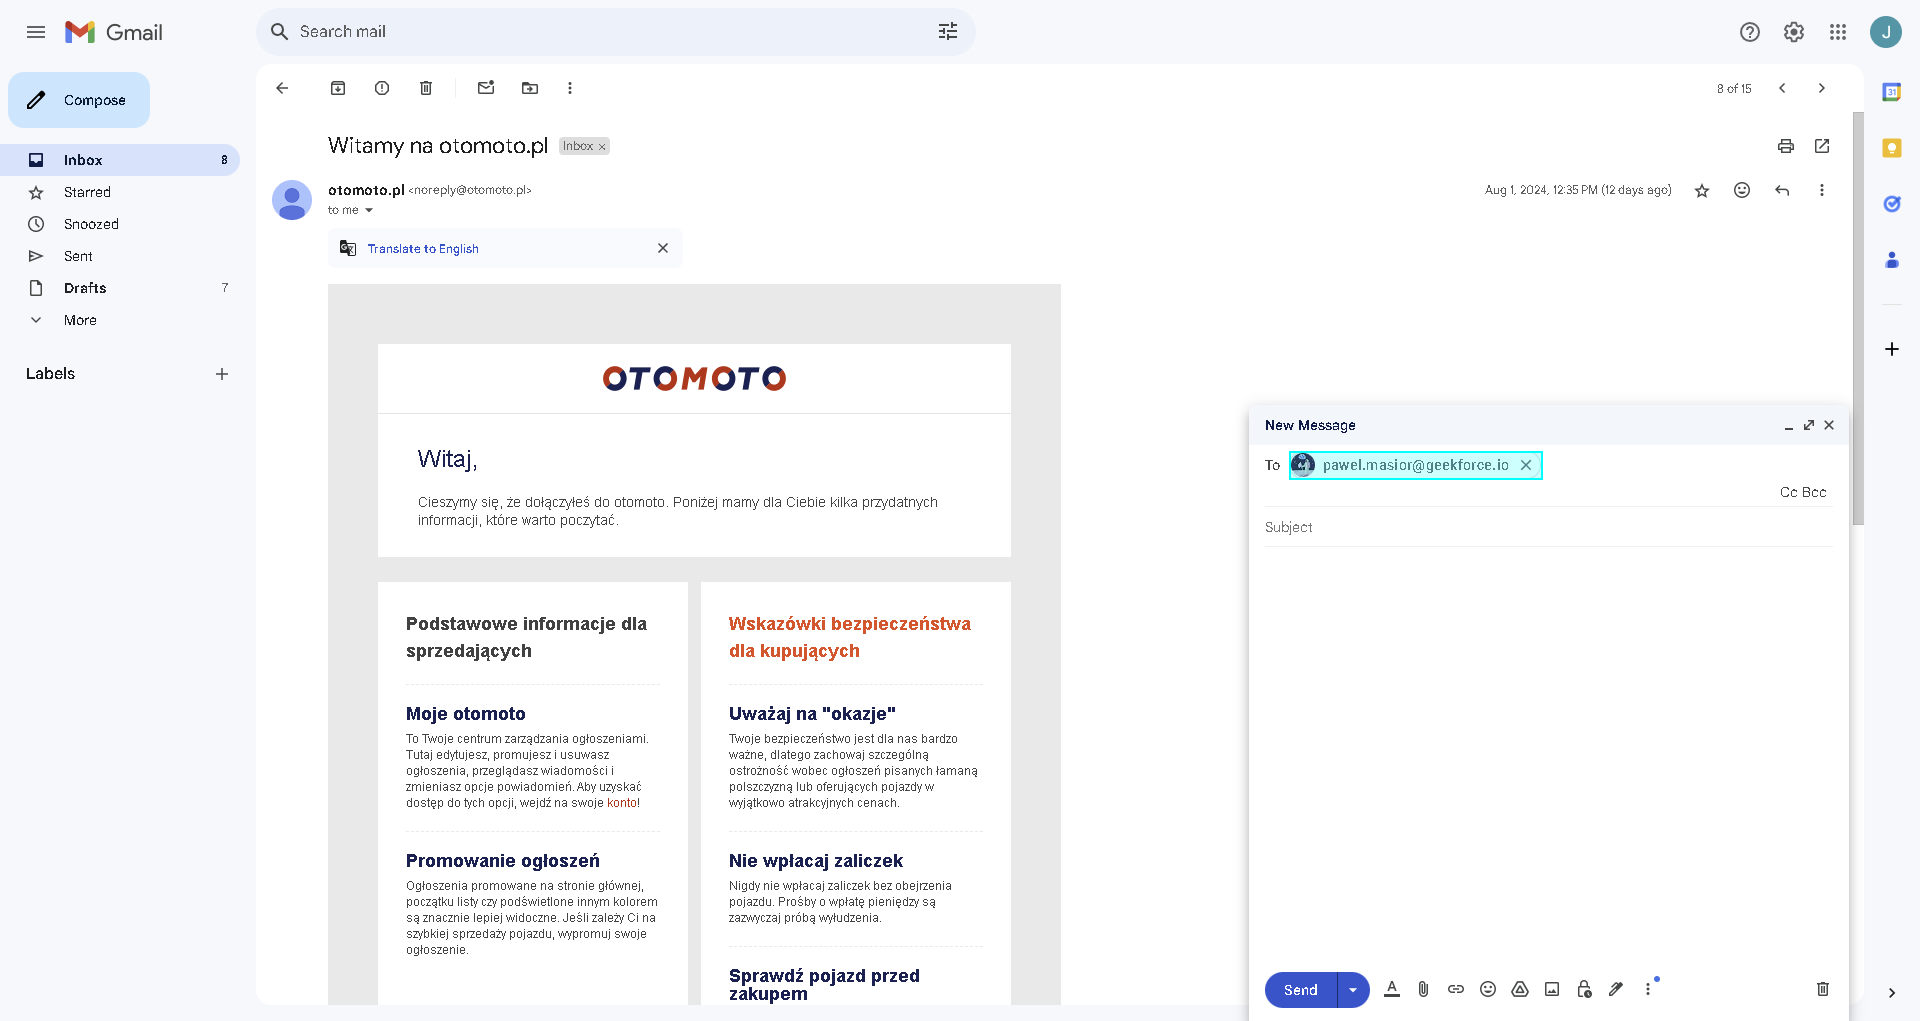 Gmail
Search mail
J
Compose
Inbox 8
Starred
Snoozed
Sent
Drafts 7
More
Labels
8 of 15
31
Witamy na otomoto.pl Inbox x
otomoto.pl <noreply@otomoto.pl>
Aug 1, 2024, 12:35 PM (12 days ago)
to me
Translate to English
OTOMOTO
Witaj,
Cieszymy się, że dołączyłeś do otomoto. Poniżej mamy dla Ciebie kilka przydatnych
informacji, które warto poczytać.
Podstawowe informacje dla
sprzedających
Moje otomoto
To Twoje centrum zarządzania ogłoszeniami.
Tutaj edytujesz, promujesz i usuwasz
ogłoszenia, przeglądasz wiadomości i
zmieniasz opcje powiadomień. Aby uzyskać
dostęp do tych opcji, wejdź na swoje konto!
Promowanie ogłoszeń
Ogłoszenia promowane na stronie głównej,
początku listy czy podświetlone innym kolorem
są znacznie lepiej widoczne. Jeśli zależy Ci na
szybkiej sprzedaży pojazdu, wypromuj swoje
ogłoszenie.
Wskazówki bezpieczeństwa
dla kupujących
Uważaj na "okazje"
Twoje bezpieczeństwo jest dla nas bardzo
ważne, dlatego zachowaj szczególną
ostrożność wobec ogłoszeń pisanych łamaną
polszczyzną lub oferujących pojazdy w
wyjątkowo atrakcyjnych cenach.
Nie wpłacaj zaliczek
Nigdy nie wpłacaj zaliczek bez obejrzenia
pojazdu. Prośby o wpłatę pieniędzy są
zazwyczaj próbą wyłudzenia.
Sprawdź pojazd przed
zakupem
New Message
To pawel.masior@geekforce.io
Cc Bcc
Subject
Send